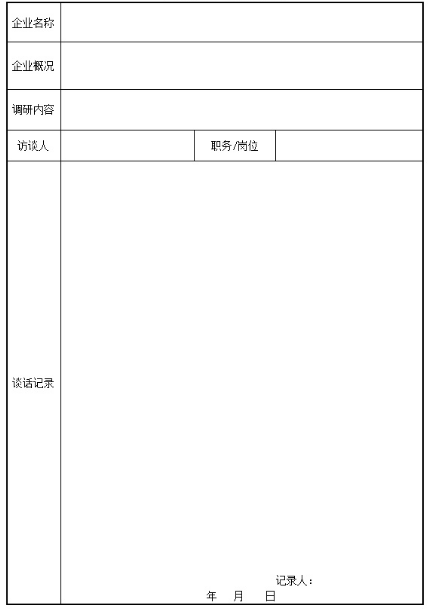 企业名称
企业概况
调研内容
访谈人 职务/岗位
谈话记录
记录人：
年 月 日